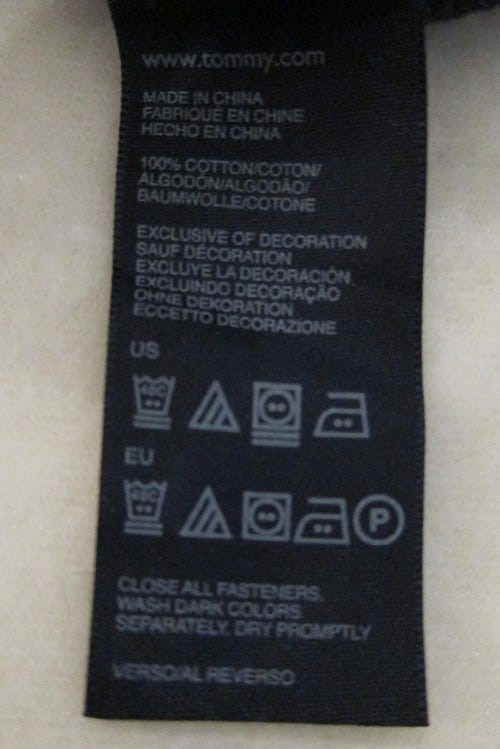 www.tommy.com
MADE IN CHINA
FABRIQUÉ EN CHINE
HECHO EN CHINA
100% COTTON/COTON/
ALGODÓN/ALGODÃO/
BAUMWOLLE/COTONE
EXCLUSIVE OF DECORATION
SAUF DÉCORATION
EXCLUYE LA DECORACIÓN
EXCLUINDO DECORAÇÃO
OHNE DEKORATION
ECCETTO DECORAZIONE
US
40C
EU
40C
P
CLOSE ALL FASTENERS.
WASH DARK COLORS
SEPARATELY. DRY PROMPTLY
VERSO/AL REVERSO